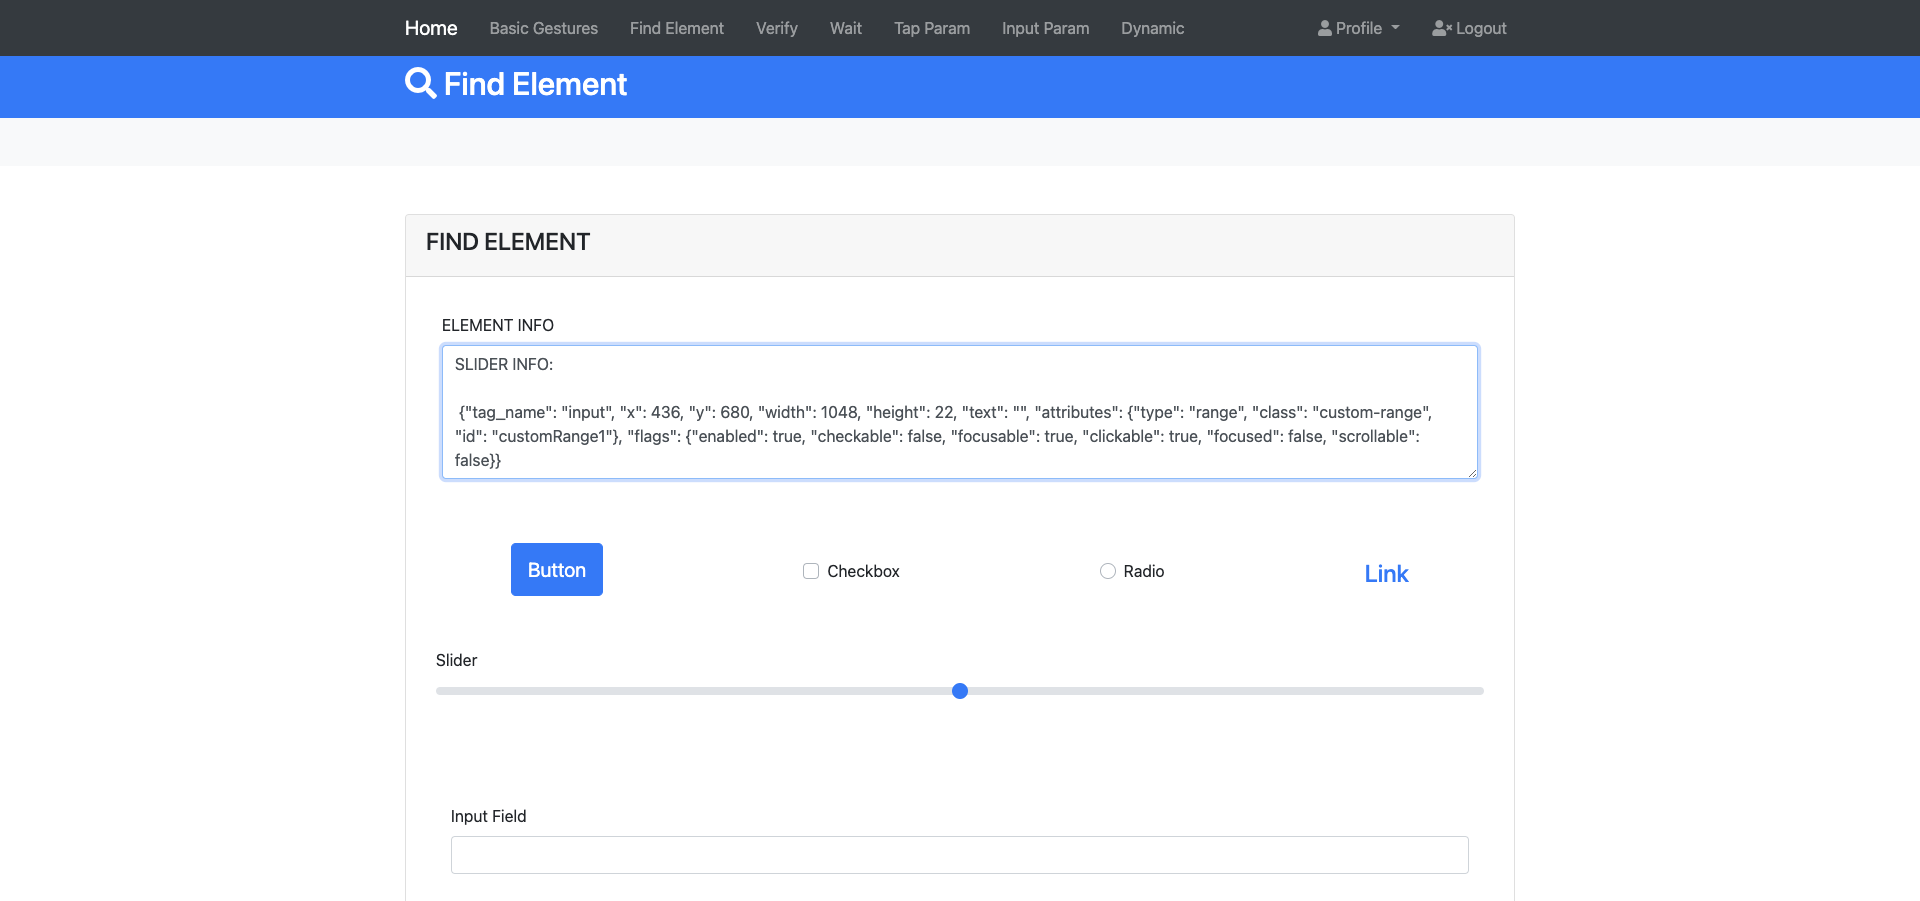 Home Basic Gestures Find Element Verify Wait Tap Param Input Param Dynamic Profile Logout
Find Element
FIND ELEMENT
ELEMENT INFO
SLIDER INFO:
{"tag_name": "input", "x": 436, "y": 680, "width": 1048, "height": 22, "text": "", "attributes": {"type": "range", "class": "custom-range",
"id": "customRange1"}, "flags": {"enabled": true, "checkable": false, "focusable": true, "clickable": true, "focused": false, "scrollable":
false}}
Button Checkbox Radio Link
Slider
Input Field